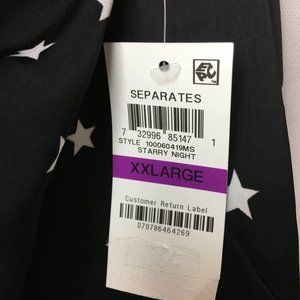 SEPARATES
7 32996 85147 1
STYLE 100060419MS
STARRY NIGHT
XXLARGE
Customer Return Label
070786464269